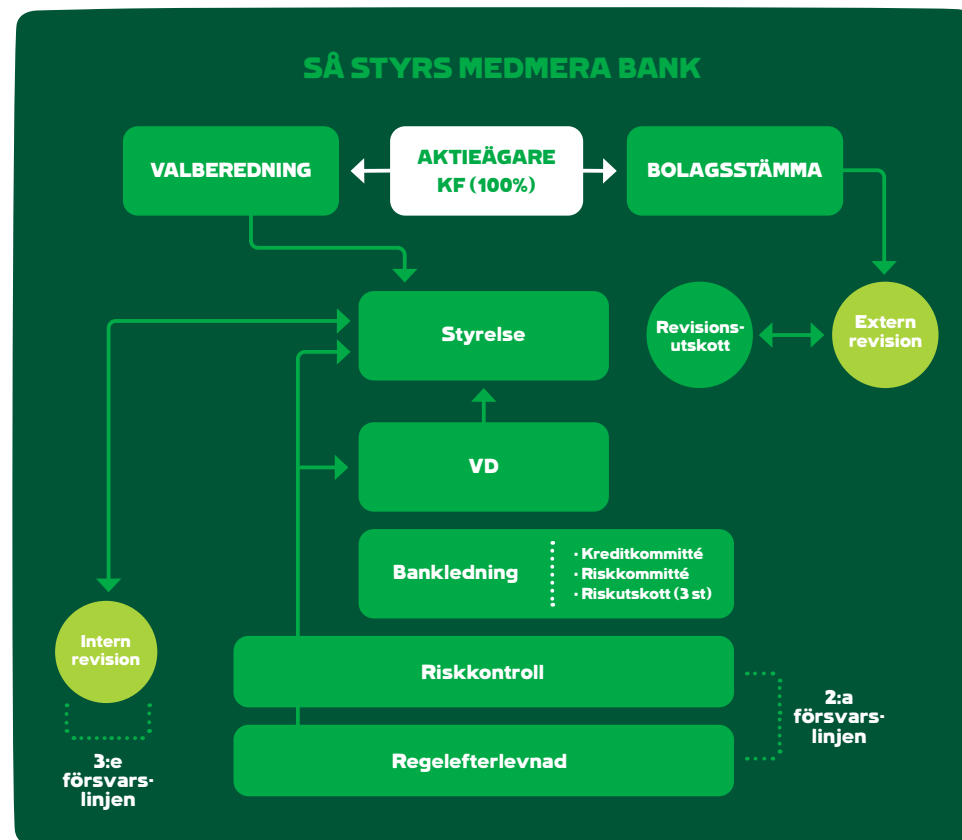 SÅ STYRS MEDMERA BANK
VALBEREDNING
AKTIEÄGARE
KF (100%)
BOLAGSSTÄMMA
Styrelse
Revisions-
utskott
Extern
revision
VD
Bankledning
· Kreditkommitté
· Riskkommitté
· Riskutskott (3 st)
Intern
revision
Riskkontroll
2:a
försvars-
linjen
Regelefterlevnad
3:e
försvars-
linjen